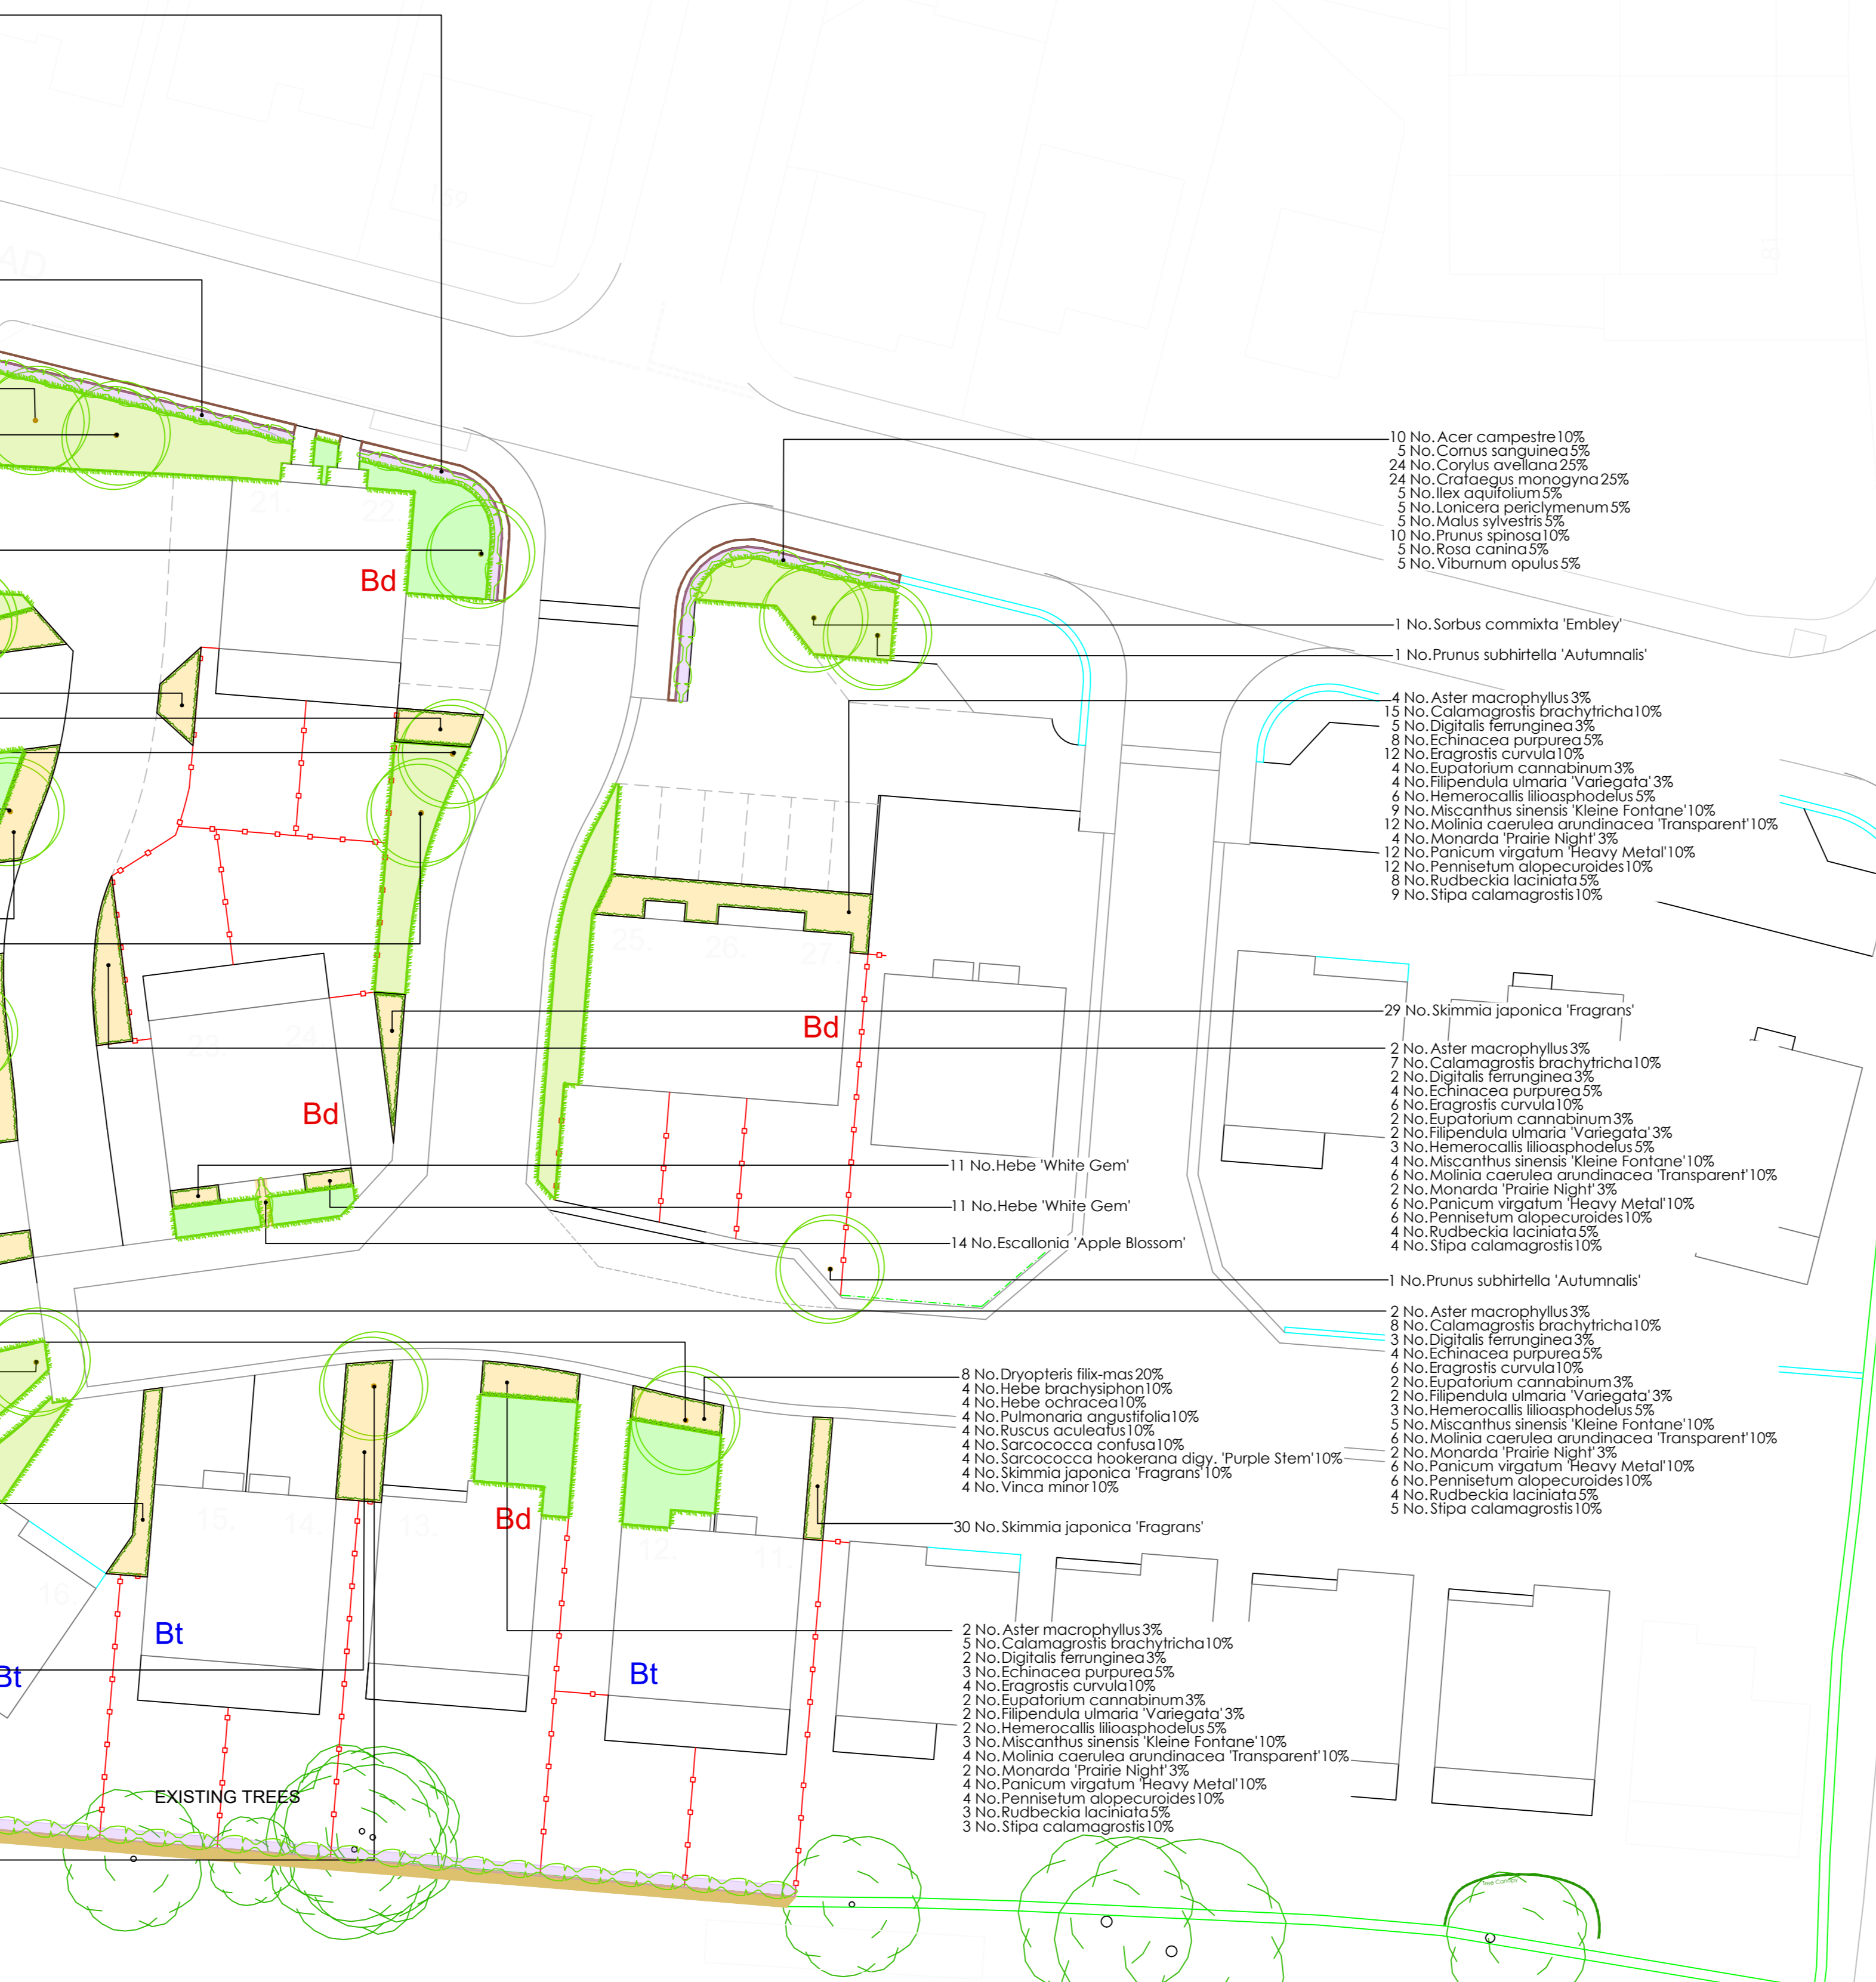 59
AD
10 No. Acer campestre 10%
5 No. Cornus sanguinea 5%
24 No. Corylus avellana 25%
24 No. Crataegus monogyna 25%
5 No. Ilex aquifolium 5%
5 No. Lonicera periclymenum 5%
5 No. Malus sylvestris 5%
10 No. Prunus spinosa 10%
5 No. Rosa canina 5%
5 No. Viburnum opulus 5%
21.
22.
Bd
1 No. Sorbus commixta 'Embley'
1 No. Prunus subhirtella 'Autumnalis'
4 No. Aster macrophyllus 3%
15 No. Calamagrostis brachytricha 10%
5 No. Digitalis ferrunginea 3%
8 No. Echinacea purpurea 5%
12 No. Eragrostis curvula 10%
4 No. Eupatorium cannabinum 3%
4 No. Filipendula ulmaria 'Variegata' 3%
6 No. Hemerocallis lilioasphodelus 5%
9 No. Miscanthus sinensis 'Kleine Fontane' 10%
12 No. Molinia caerulea arundinacea 'Transparent' 10%
4 No. Monarda 'Prairie Night' 3%
12 No. Panicum virgatum 'Heavy Metal' 10%
12 No. Pennisetum alopecuroides 10%
8 No. Rudbeckia laciniata 5%
9 No. Stipa calamagrostis 10%
25.
26.
27.
Bd
29 No. Skimmia japonica 'Fragrans'
23.
24.
Bd
2 No. Aster macrophyllus 3%
7 No. Calamagrostis brachytricha 10%
2 No. Digitalis ferrunginea 3%
4 No. Echinacea purpurea 5%
6 No. Eragrostis curvula 10%
2 No. Eupatorium cannabinum 3%
2 No. Filipendula ulmaria 'Variegata' 3%
3 No. Hemerocallis lilioasphodelus 5%
4 No. Miscanthus sinensis 'Kleine Fontane' 10%
6 No. Molinia caerulea arundinacea 'Transparent' 10%
2 No. Monarda 'Prairie Night' 3%
6 No. Panicum virgatum 'Heavy Metal' 10%
6 No. Pennisetum alopecuroides 10%
4 No. Rudbeckia laciniata 5%
4 No. Stipa calamagrostis 10%
11 No. Hebe 'White Gem'
11 No. Hebe 'White Gem'
14 No. Escallonia 'Apple Blossom'
1 No. Prunus subhirtella 'Autumnalis'
2 No. Aster macrophyllus 3%
8 No. Calamagrostis brachytricha 10%
3 No. Digitalis ferrunginea 3%
4 No. Echinacea purpurea 5%
6 No. Eragrostis curvula 10%
2 No. Eupatorium cannabinum 3%
2 No. Filipendula ulmaria 'Variegata' 3%
3 No. Hemerocallis lilioasphodelus 5%
5 No. Miscanthus sinensis 'Kleine Fontane' 10%
6 No. Molinia caerulea arundinacea 'Transparent' 10%
2 No. Monarda 'Prairie Night' 3%
6 No. Panicum virgatum 'Heavy Metal' 10%
6 No. Pennisetum alopecuroides 10%
4 No. Rudbeckia laciniata 5%
5 No. Stipa calamagrostis 10%
8 No. Dryopteris filix-mas 20%
4 No. Hebe brachysiphon 10%
4 No. Hebe ochracea 10%
4 No. Pulmonaria angustifolia 10%
4 No. Ruscus aculeatus 10%
4 No. Sarcococca confusa 10%
4 No. Sarcococca hookerana digy. 'Purple Stem' 10%
4 No. Skimmia japonica 'Fragrans' 10%
4 No. Vinca minor 10%
30 No. Skimmia japonica 'Fragrans'
16.
15.
14.
13.
12.
11.
Bd
Bt
Bt
Bt
2 No. Aster macrophyllus 3%
5 No. Calamagrostis brachytricha 10%
2 No. Digitalis ferrunginea 3%
3 No. Echinacea purpurea 5%
4 No. Eragrostis curvula 10%
2 No. Eupatorium cannabinum 3%
2 No. Filipendula ulmaria 'Variegata' 3%
2 No. Hemerocallis lilioasphodelus 5%
3 No. Miscanthus sinensis 'Kleine Fontane' 10%
4 No. Molinia caerulea arundinacea 'Transparent' 10%
2 No. Monarda 'Prairie Night' 3%
4 No. Panicum virgatum 'Heavy Metal' 10%
4 No. Pennisetum alopecuroides 10%
3 No. Rudbeckia laciniata 5%
3 No. Stipa calamagrostis 10%
EXISTING TREES
Tree Canopy